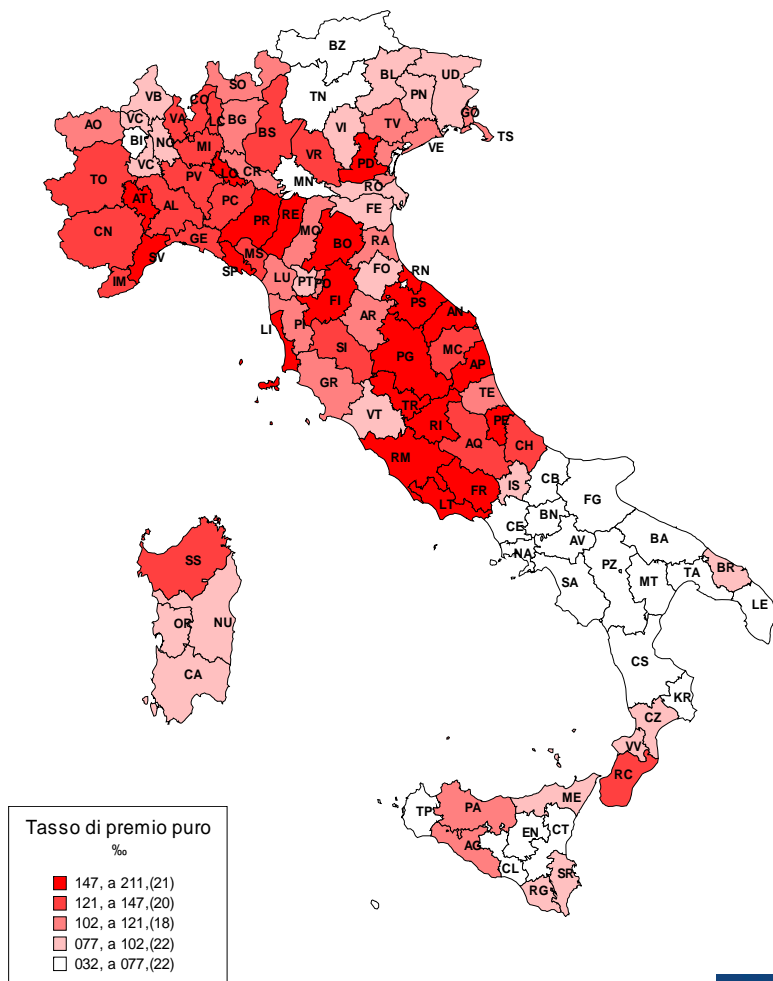 BZ
BL
UD
SO
TN
PN
VB
CO
VC
VA
LC
BG
VI
TV
GO
AO
BI
NO
BS
TS
VC
MI
VR
PD
VE
TO
PV
LO
CR
MN
RO
AT
AL
PC
PR
RE
FE
CN
GE
MO
BO
RA
SV
MS
IM
SP
LU
PT
PO
FO
RN
FI
PS
LI
PI
AR
AN
SI
PG
MC
AP
GR
TE
VT
TR
RI
PE
AQ
CH
RM
FR
IS
CB
LT
FG
CE
BN
BA
NA
AV
SS
SA
PZ
MT
TA
BR
LE
OR
NU
CA
CS
KR
CZ
VV
RC
ME
TP
PA
EN
CT
AG
CL
SR
RG
Tasso di premio puro
‰
147, a 211,(21)
121, a 147,(20)
102, a 121,(18)
077, a 102,(22)
032, a 077,(22)